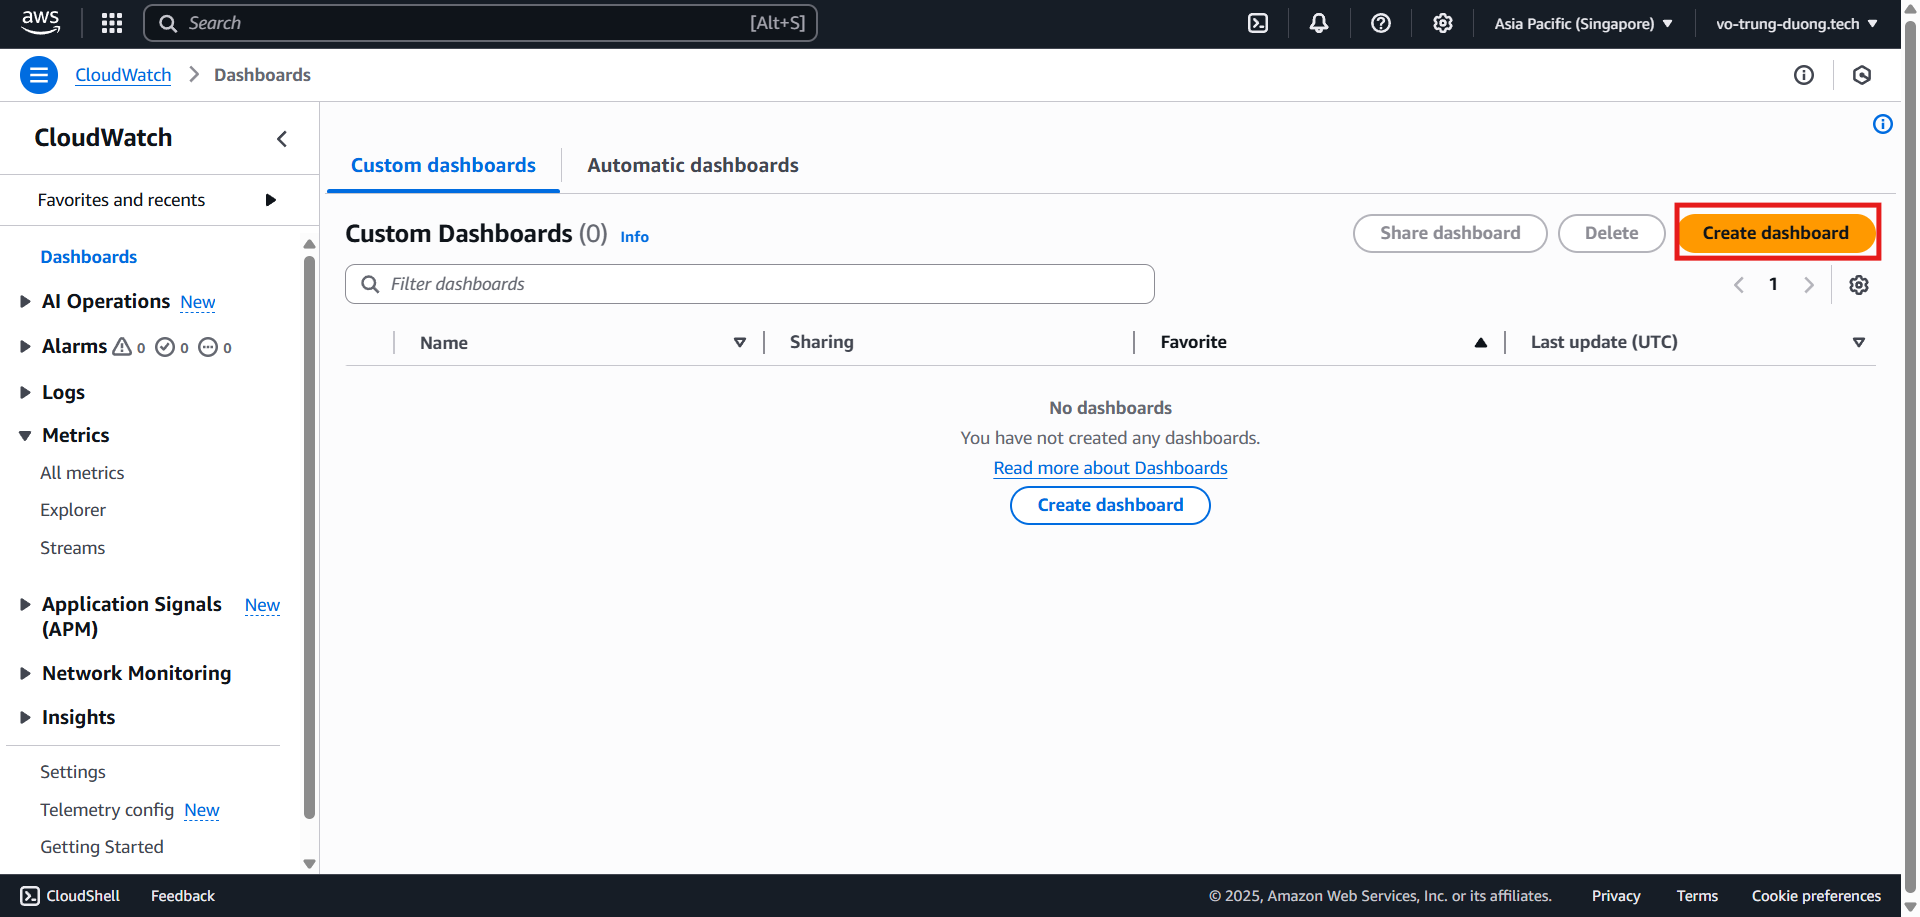 aws
Search [Alt+S]
Asia Pacific (Singapore)
vo-trung-duong.tech
CloudWatch
Dashboards
CloudWatch
Favorites and recents
Dashboards
AI Operations New
Alarms 0 0 0
Logs
Metrics
All metrics
Explorer
Streams
Application Signals New
(APM)
Network Monitoring
Insights
Settings
Telemetry config New
Getting Started
Custom dashboards
Automatic dashboards
Custom Dashboards (0) Info
Share dashboard
Delete
Create dashboard
Filter dashboards
1
Name
Sharing
Favorite
Last update (UTC)
No dashboards
You have not created any dashboards.
Read more about Dashboards
Create dashboard
CloudShell
Feedback
© 2025, Amazon Web Services, Inc. or its affiliates.
Privacy
Terms
Cookie preferences